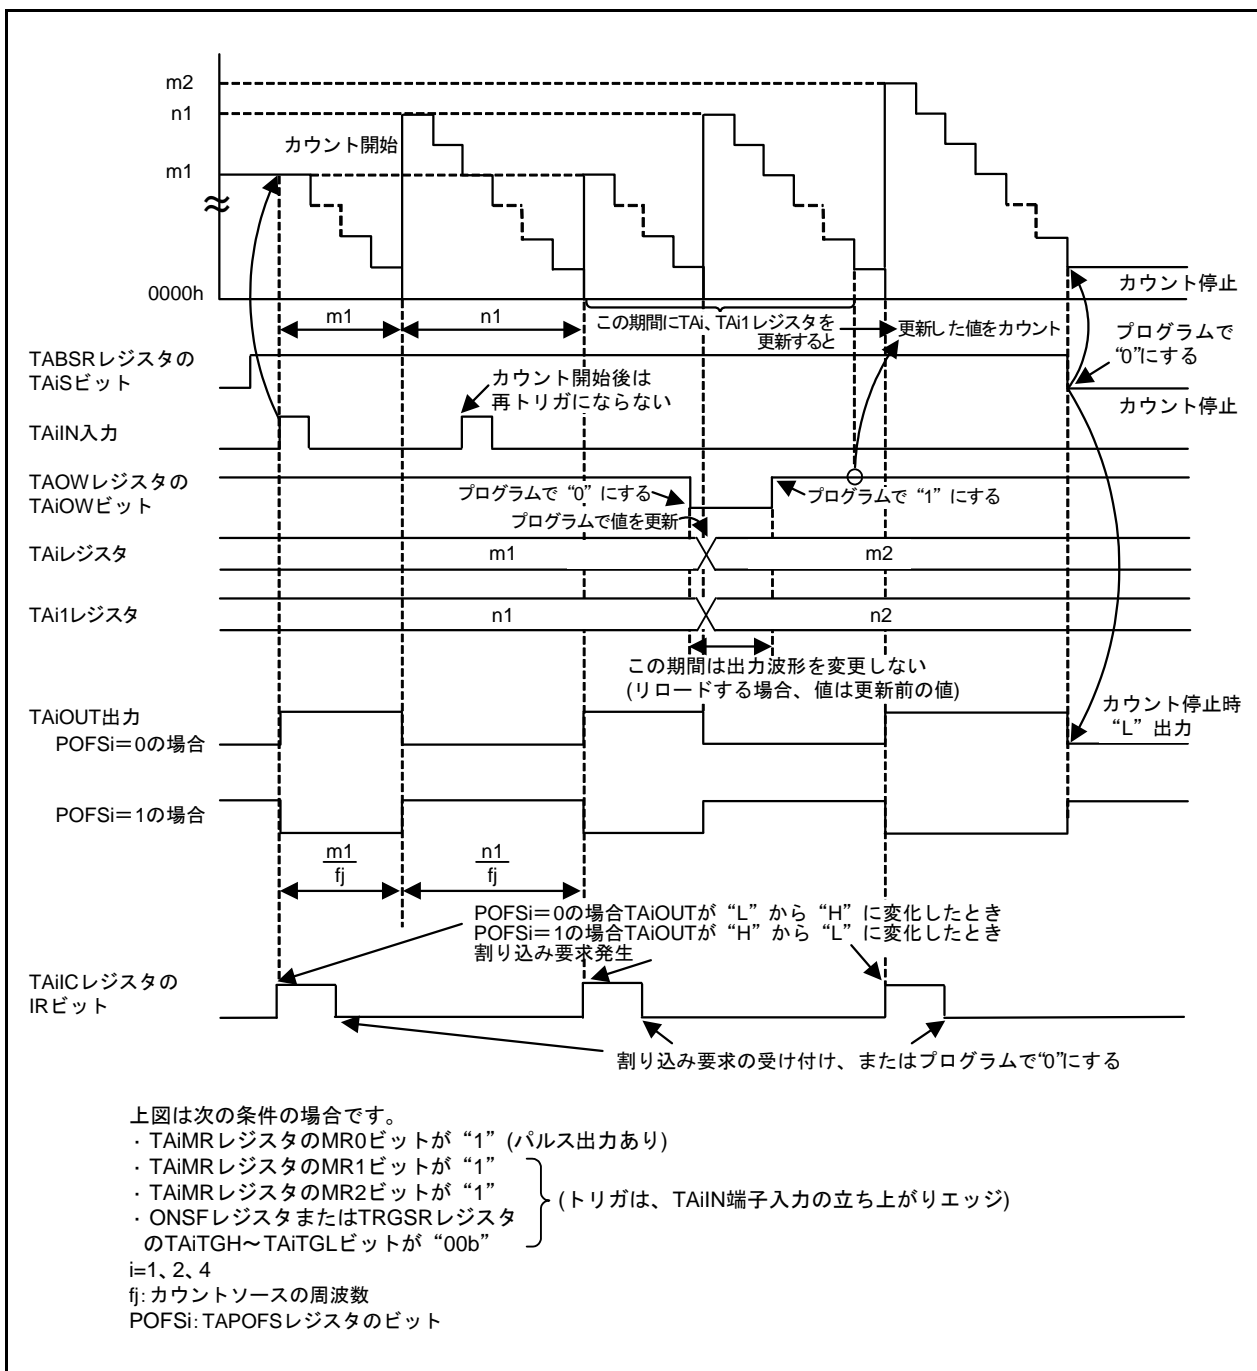 m2
n1
カウント開始
m1
≈
0000h
カウント停止
m1
n1
この期間にTAi、TAi1レジスタを
更新すると
更新した値をカウント
プログラムで
“0”にする
TABSRレジスタの
TAiSビット
カウント開始後は
再トリガにならない
カウント停止
TAiIN入力
TAOWレジスタの
TAiOWビット
プログラムで“0”にする
プログラムで“1”にする
プログラムで値を更新
TAiレジスタ
m1
m2
TAi1レジスタ
n1
n2
この期間は出力波形を変更しない
(リロードする場合、値は更新前の値)
TAiOUT出力
POFSi=0の場合
カウント停止時
“L”出力
POFSi=1の場合
m1
fj
n1
fj
POFSi=0の場合TAiOUTが“L”から“H”に変化したとき
POFSi=1の場合TAiOUTが“H”から“L”に変化したとき
割り込み要求発生
TAiICレジスタの
IRビット
割り込み要求の受け付け、またはプログラムで“0”にする
上図は次の条件の場合です。
・TAiMRレジスタのMR0ビットが“1”(パルス出力あり)
・TAiMRレジスタのMR1ビットが“1”
・TAiMRレジスタのMR2ビットが“1”
(トリガは、TAiIN端子入力の立ち上がりエッジ)
・ONSFレジスタまたはTRGSRレジスタ
のTAiTGH~TAiTGLビットが“00b”
i=1、2、4
fj:カウントソースの周波数
POFSi:TAPOFSレジスタのビット